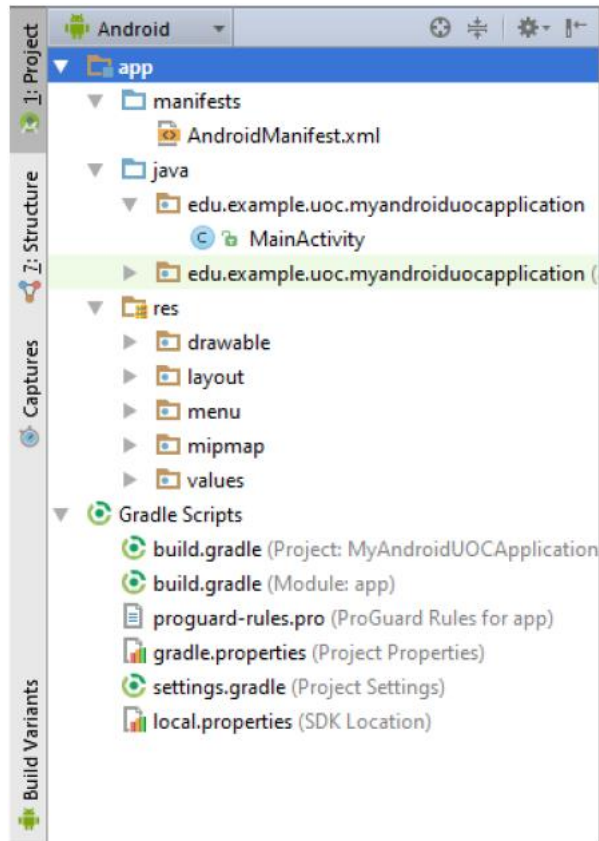 Android
app
manifests
AndroidManifest.xml
java
edu.example.uoc.myandroiduocapplication
C MainActivity
edu.example.uoc.myandroiduocapplication (
res
drawable
layout
menu
mipmap
values
Gradle Scripts
build.gradle (Project: MyAndroidUOCApplication
build.gradle (Module: app)
proguard-rules.pro (ProGuard Rules for app)
gradle.properties (Project Properties)
settings.gradle (Project Settings)
local.properties (SDK Location)
1: Project
7: Structure
Captures
Build Variants